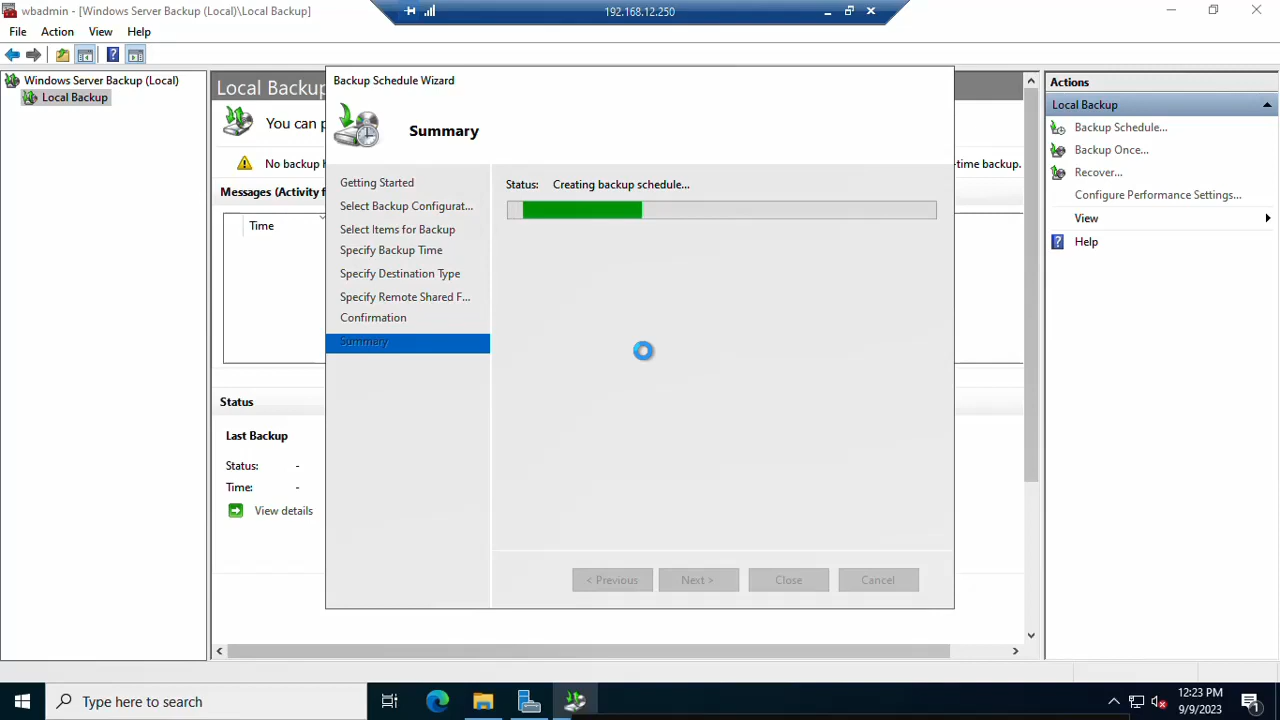 wbadmin - [Windows Server Backup (Local)\Local Backup]
192.168.12.250
File Action View Help
Windows Server Backup (Local)
Local Backup
Local Backup
You can p
No backup
-time backup.
Messages (Activity f
Time
Status
Last Backup
Status: -
Time: -
View details
Backup Schedule Wizard
Summary
Getting Started
Select Backup Configurat...
Select Items for Backup
Specify Backup Time
Specify Destination Type
Specify Remote Shared F...
Confirmation
Summary
Status: Creating backup schedule...
< Previous
Next >
Close
Cancel
Actions
Local Backup
Backup Schedule...
Backup Once...
Recover...
Configure Performance Settings...
View
Help
Type here to search
12:23 PM
9/9/2023
1